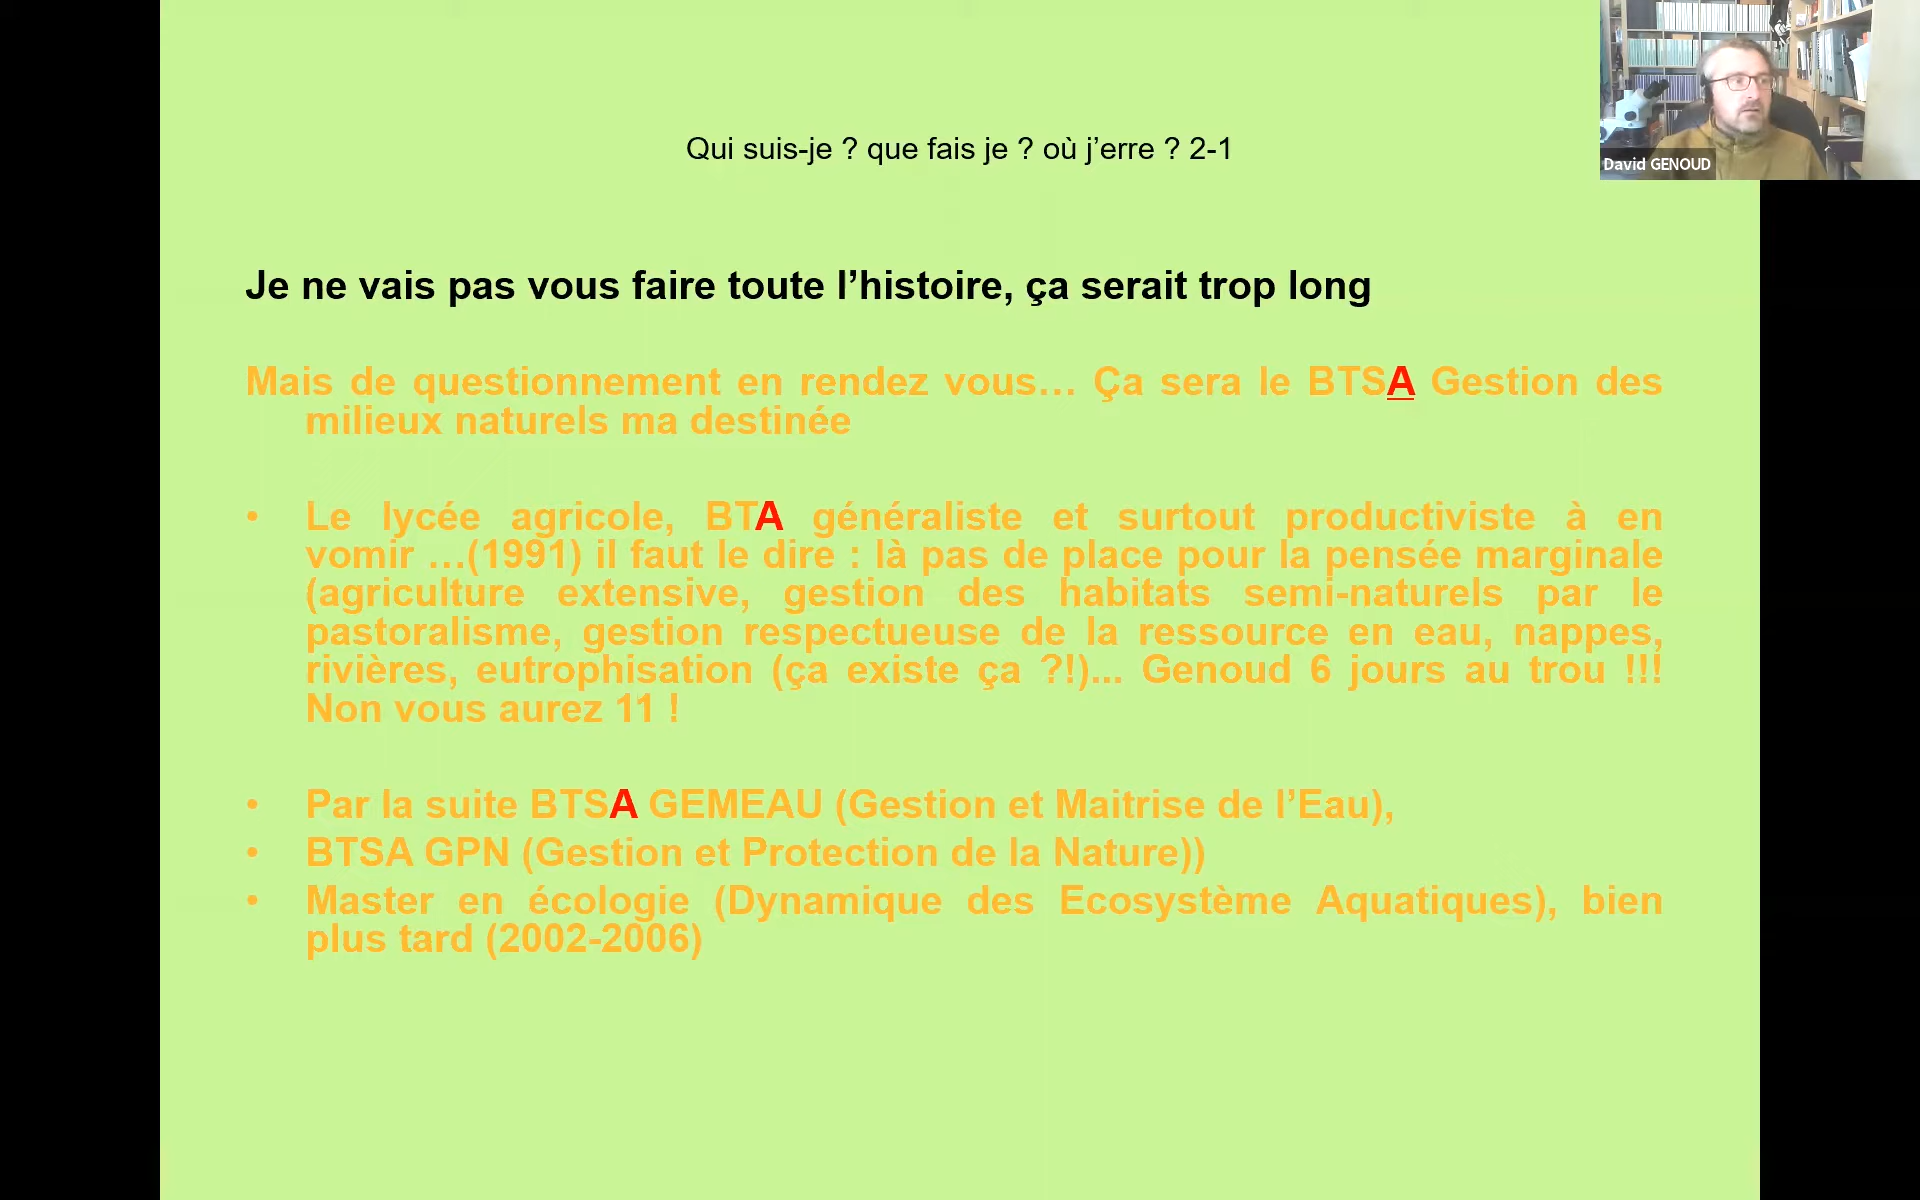 Qui suis-je ? que fais je ? où j’erre ? 2-1
David GENOUD
Je ne vais pas vous faire toute l’histoire, ça serait trop long
Mais de questionnement en rendez vous… Ça sera le BTSA Gestion des
milieux naturels ma destinée
• Le lycée agricole, BTA généraliste et surtout productiviste à en
vomir …(1991) il faut le dire : là pas de place pour la pensée marginale
(agriculture extensive, gestion des habitats semi-naturels par le
pastoralisme, gestion respectueuse de la ressource en eau, nappes,
rivières, eutrophisation (ça existe ça ?!)... Genoud 6 jours au trou !!!
Non vous aurez 11 !
• Par la suite BTSA GEMEAU (Gestion et Maitrise de l’Eau),
• BTSA GPN (Gestion et Protection de la Nature))
• Master en écologie (Dynamique des Ecosystème Aquatiques), bien
plus tard (2002-2006)